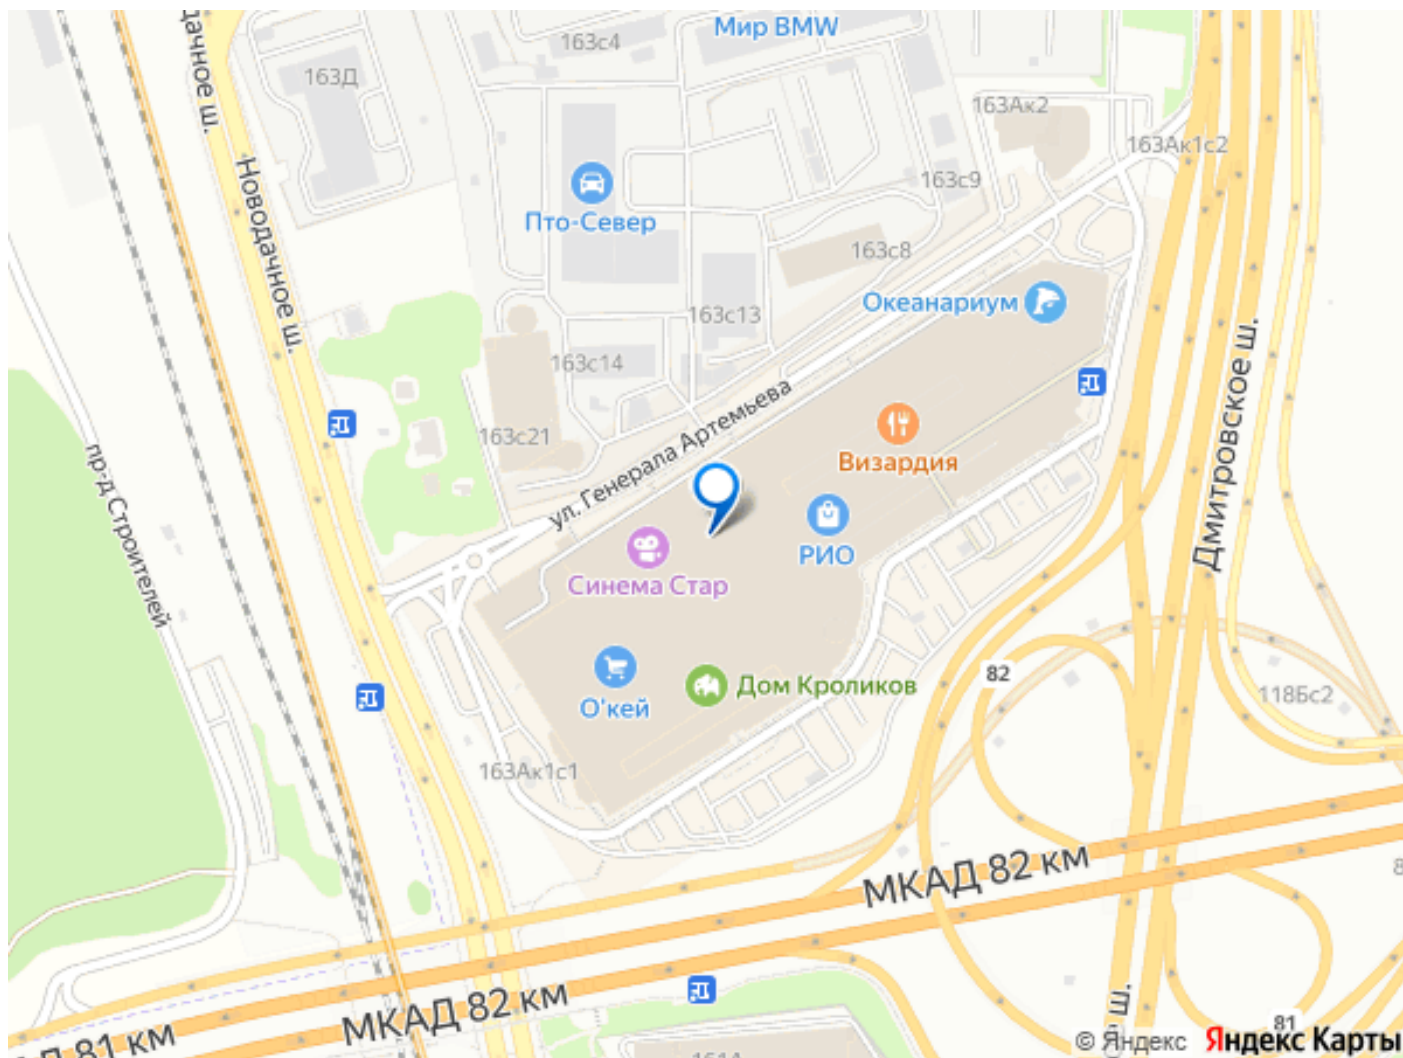 Мир BMW
163с4
163Д
дачное ш.
163Ак2
163Ак1с2
Новодачное ш.
163с9
Пто-Север
163с8
Океанариум
163с13
163с14
ул. Генерала Артемьева
163с21
Визардия
Дмитровское ш.
пр-д Строителей
РИО
Синема Стар
82
Дом Кроликов
О'кей
118Бс2
163Ак1с1
МКАД 82 км
МКАД 82 км
81 км
ш.
81
161А
© Яндекс Яндекс Карты